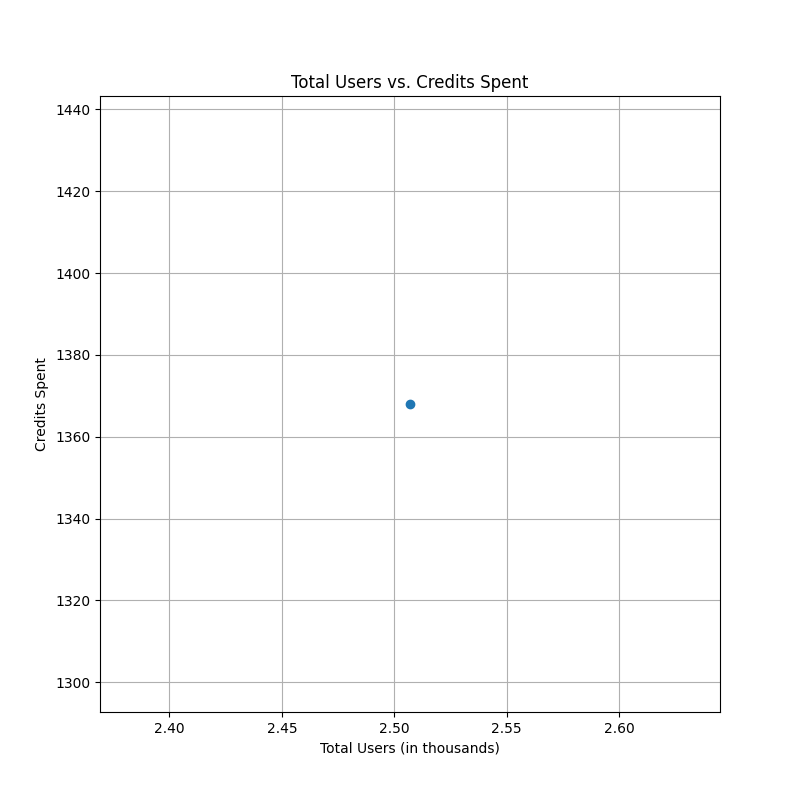 Total Users vs. Credits Spent
1440
1420
1400
1380
1360
1340
1320
1300
Credits Spent
2.40 2.45 2.50 2.55 2.60
Total Users (in thousands)